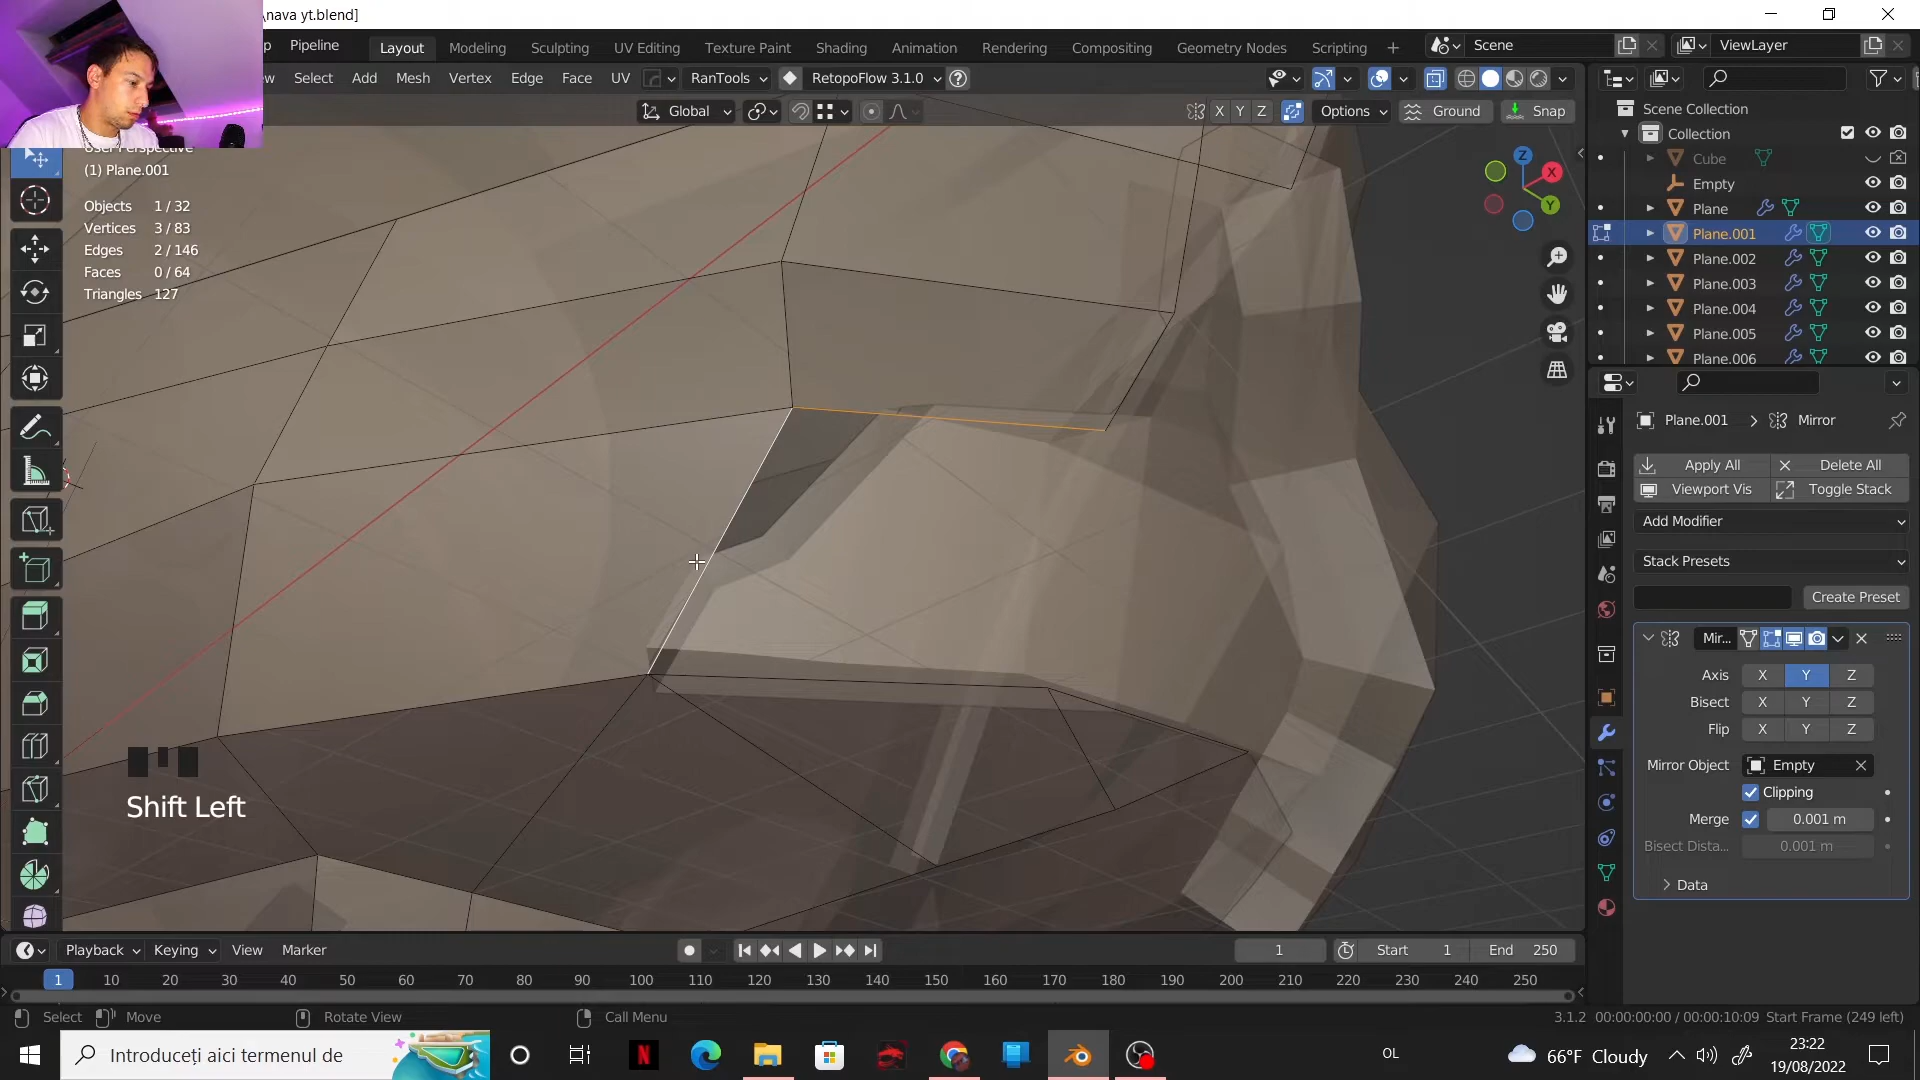 \nava yt.blend]
p Pipeline Layout Modeling Sculpting UV Editing Texture Paint Shading Animation Rendering Compositing Geometry Nodes Scripting + Scene ViewLayer
ew Select Add Mesh Vertex Edge Face UV RanTools RetopoFlow 3.1.0
Global X Y Z Options Ground Snap
Scene Collection
Collection
Cube
Empty
Plane
Plane.001
Plane.002
Plane.003
Plane.004
Plane.005
Plane.006
User Perspective
(1) Plane.001
Objects 1 / 32
Vertices 3 / 83
Edges 2 / 146
Faces 0 / 64
Triangles 127
Z
X
Y
Plane.001 > Mirror
Apply All Delete All
Viewport Vis Toggle Stack
Add Modifier
Stack Presets
Create Preset
Mir...
Axis X Y Z
Bisect X Y Z
Flip X Y Z
Mirror Object Empty
Clipping
Merge 0.001 m
Bisect Dista... 0.001 m
Data
Shift Left
Playback Keying View Marker 1 Start 1 End 250
1 10 20 30 40 50 60 70 80 90 100 110 120 130 140 150 160 170 180 190 200 210 220 230 240 250
Select Move Rotate View Call Menu 3.1.2 00:00:00:00 / 00:00:10:09 Start Frame (249 left)
Introduceți aici termenul de OL 66°F Cloudy 23:22
19/08/2022